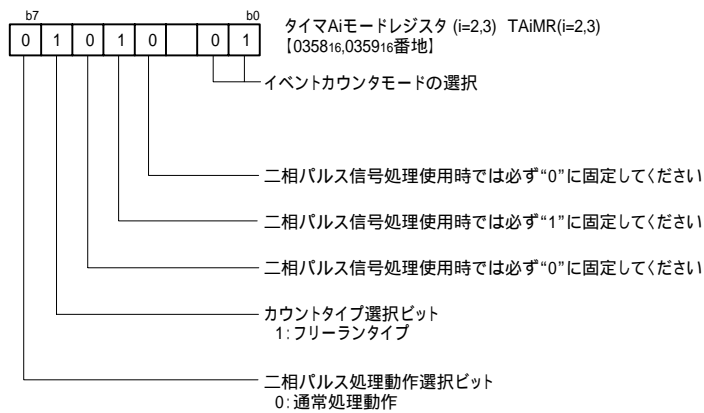 b7 b0
0 1 0 1 0 0 1
タイマAiモードレジスタ (i=2,3) TAiMR(i=2,3)
【035816,035916番地】
イベントカウンタモードの選択
二相パルス信号処理使用時では必ず“0”に固定してください
二相パルス信号処理使用時では必ず“1”に固定してください
二相パルス信号処理使用時では必ず“0”に固定してください
カウントタイプ選択ビット
1:フリーランタイプ
二相パルス処理動作選択ビット
0:通常処理動作